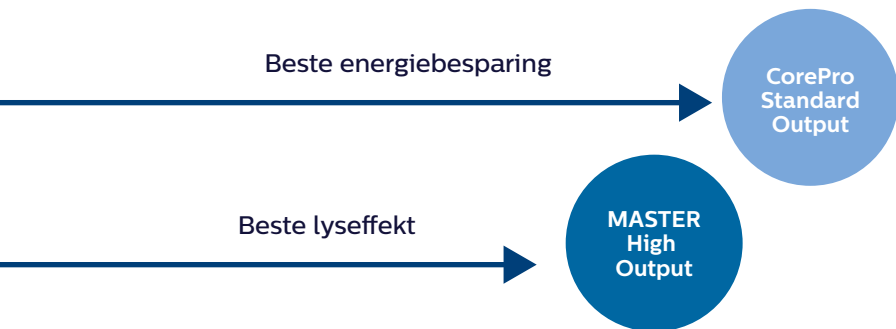 Beste energiebesparing
CorePro
Standard
Output
Beste lyseffekt
MASTER
High
Output